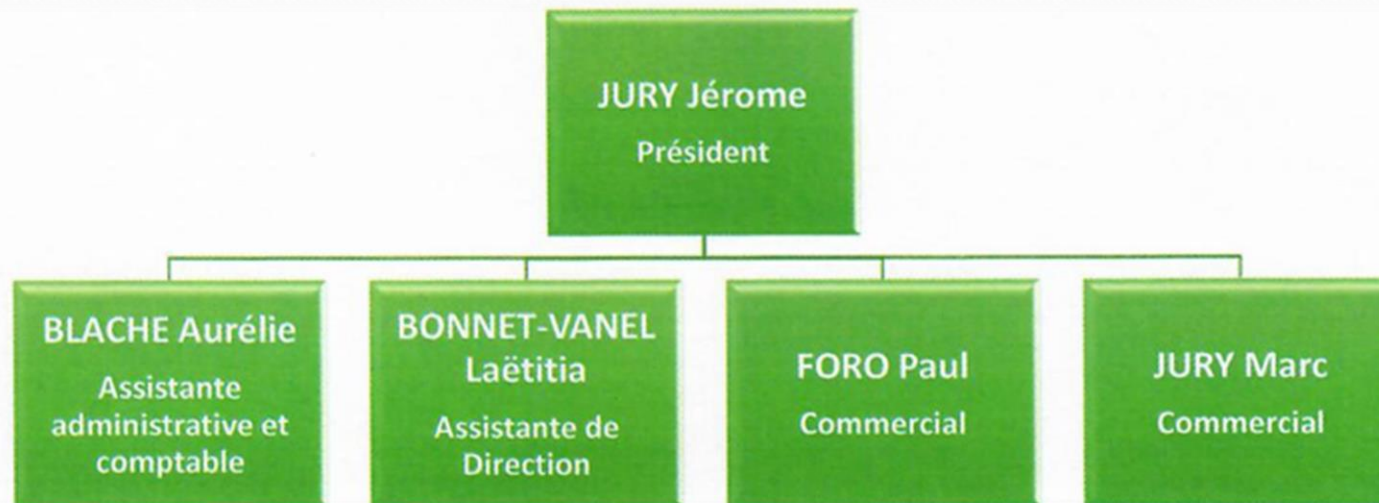 JURY Jérome
Président
BLACHE Aurélie
Assistante
administrative et
comptable
BONNET-VANEL
Laëtitia
Assistante de
Direction
FORO Paul
Commercial
JURY Marc
Commercial